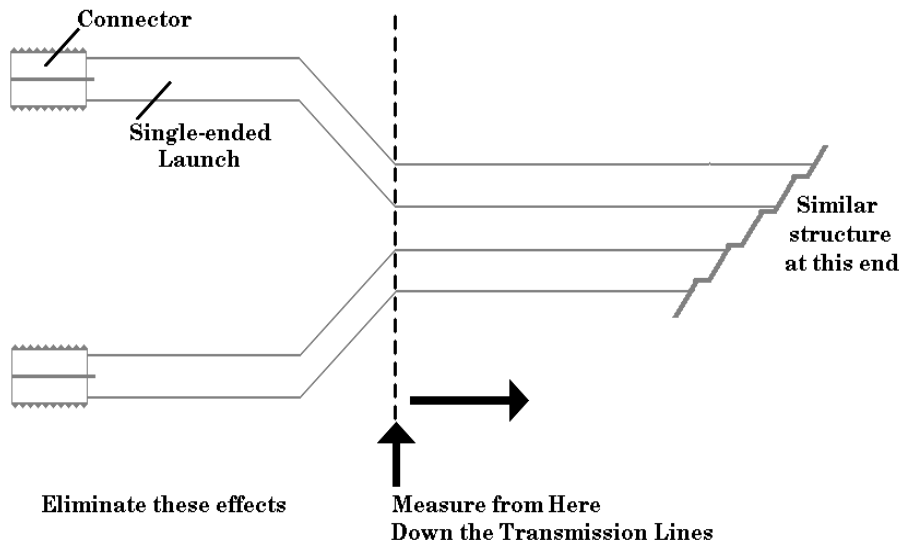 Connector
Single-ended
Launch
Similar
structure
at this end
Eliminate these effects
Measure from Here
Down the Transmission Lines